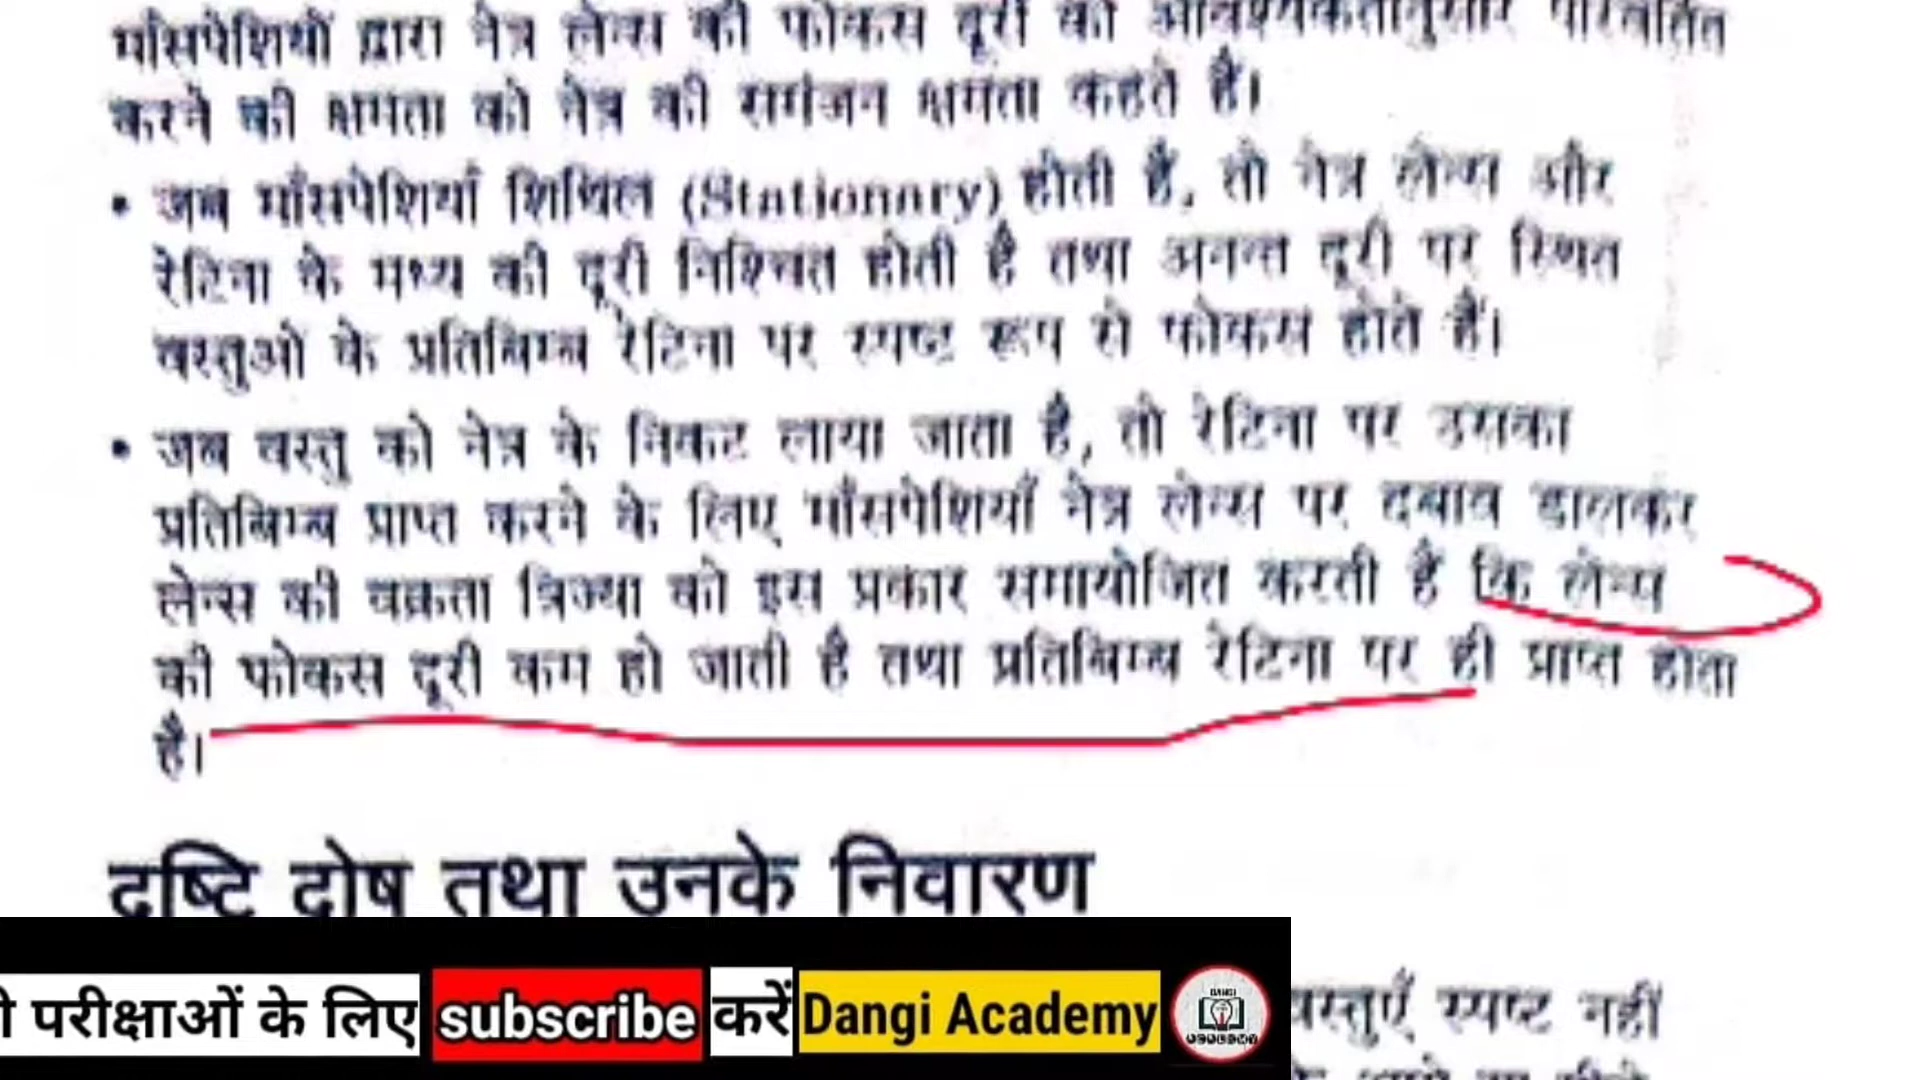 माँसपेशियों द्वारा नेत्र लेन्स की फोकस दूरी को आवश्यकतानुसार परिवर्तित
करने की क्षमता को नेत्र की समंजन क्षमता कहते हैं।
• जब माँसपेशियाँ शिथिल (Stationary) होती हैं, तो नेत्र लेन्स और
रेटिना के मध्य की दूरी निश्चित होती है तथा अनन्त दूरी पर स्थित
वस्तुओं के प्रतिबिम्ब रेटिना पर स्पष्ट रूप से फोकस होते हैं।
• जब वस्तु को नेत्र के निकट लाया जाता है, तो रेटिना पर उसका
प्रतिबिम्ब प्राप्त करने के लिए माँसपेशियाँ नेत्र लेन्स पर दबाव डालकर
लेन्स की वक्रता त्रिज्या को इस प्रकार समायोजित करती हैं कि लेन्स
की फोकस दूरी कम हो जाती है तथा प्रतिबिम्ब रेटिना पर ही प्राप्त होता
है।
दृष्टि दोष तथा उनके निवारण
वस्तुएँ स्पष्ट नहीं
परीक्षाओं के लिए subscribe करें Dangi Academy
DANGI